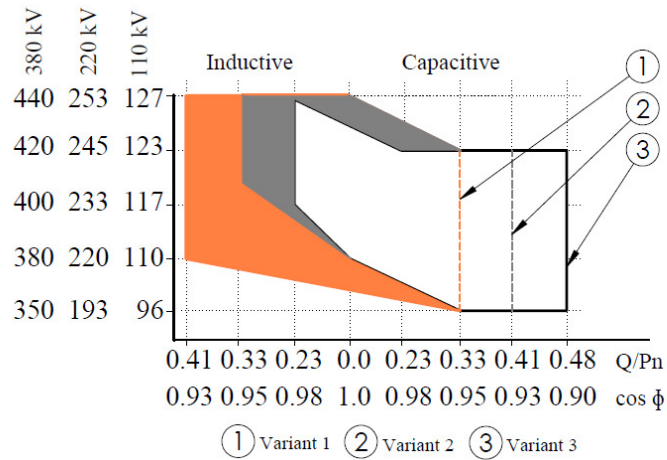 380 kV 220 kV 110 kV
Inductive Capacitive
1
2
3
440 253 127
420 245 123
400 233 117
380 220 110
350 193 96
0.41 0.33 0.23 0.0 0.23 0.33 0.41 0.48 Q/Pn
0.93 0.95 0.98 1.0 0.98 0.95 0.93 0.90 cos ϕ
1 Variant 1 2 Variant 2 3 Variant 3